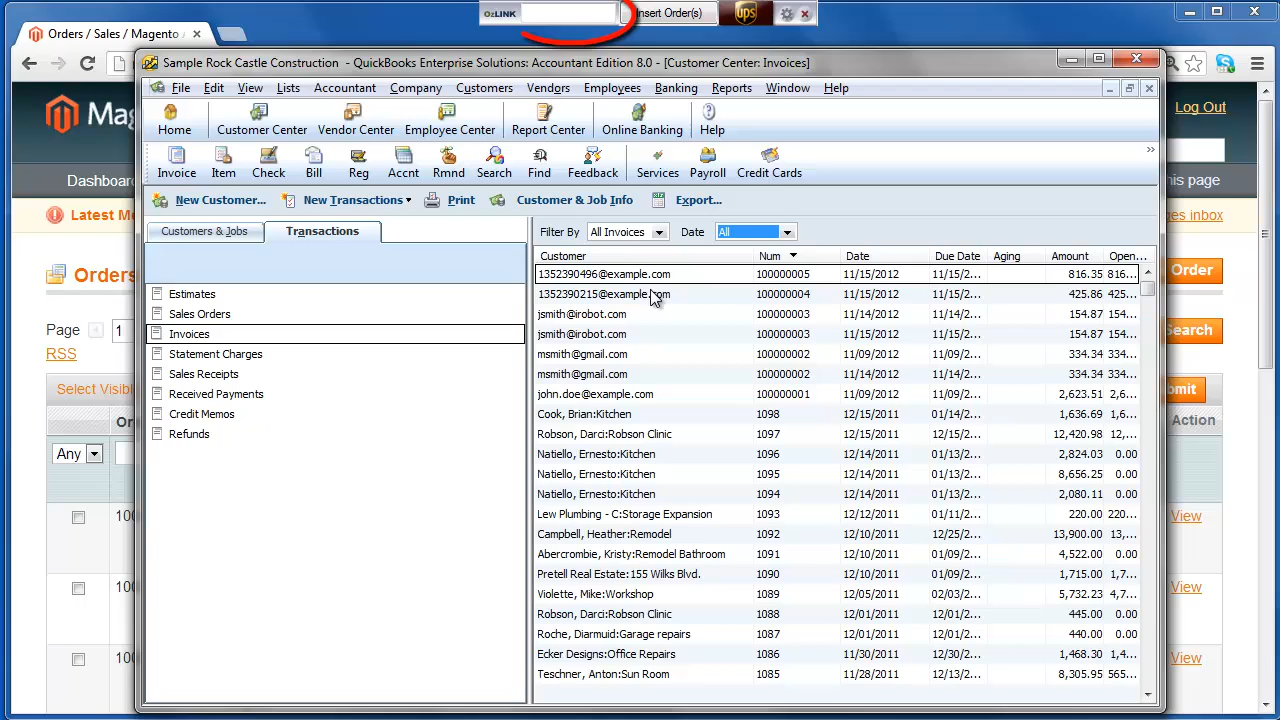 OzLINK
Insert Order(s)
ups
Orders / Sales / Magento
Sample Rock Castle Construction - QuickBooks Enterprise Solutions Accountant Edition 8.0 - [Customer Center: Invoices]
File Edit View Lists Accountant Company Customers Vendors Employees Banking Reports Window Help
Log Out
Home Customer Center Vendor Center Employee Center Report Center Online Banking Help
Invoice Item Check Bill Reg Accnt Rmnd Search Find Feedback Services Payroll Credit Cards
Dashboard
New Customer... New Transactions Print Customer & Job Info Export...
Customers & Jobs Transactions
Filter By All Invoices Date All
Customer Num Date Due Date Aging Amount Open...
1352390496@example.com 100000005 11/15/2012 11/15/2... 816.35 816...
1352390215@example.com 100000004 11/15/2012 11/15/2... 425.86 425...
jsmith@irobot.com 100000003 11/15/2012 11/15/2... 154.87 154...
jsmith@irobot.com 100000003 11/15/2012 11/15/2... 154.87 154...
msmith@gmail.com 100000002 11/09/2012 11/14/2... 334.34 334...
msmith@gmail.com 100000002 11/14/2012 11/14/2... 334.34 334...
john.doe@example.com 100000001 11/09/2012 11/09/2... 2,623.51 2,6...
Cook, Brian:Kitchen 1098 12/15/2011 01/14/2... 1,636.69 1,6...
Robson, Darci:Robson Clinic 1097 12/15/2011 12/15/2... 12,420.98 12,...
Natiello, Ernesto:Kitchen 1096 12/14/2011 01/13/2... 2,824.03 0.00
Natiello, Ernesto:Kitchen 1095 12/14/2011 01/13/2... 8,656.25 0.00
Natiello, Ernesto:Kitchen 1094 12/14/2011 01/13/2... 2,080.11 0.00
Lew Plumbing - C:Storage Expansion 1093 12/12/2011 01/11/2... 220.00 220...
Campbell, Heather:Remodel 1092 12/10/2011 12/25/2... 13,900.00 13,...
Abercrombie, Kristy:Remodel Bathroom 1091 12/10/2011 01/09/2... 4,522.00 0.00
Pretell Real Estate:155 Wilks Blvd. 1090 12/10/2011 01/09/2... 1,715.00 1,7...
Violette, Mike:Workshop 1089 12/05/2011 02/03/2... 5,732.23 4,7...
Robson, Darci:Robson Clinic 1088 12/01/2011 12/01/2... 445.00 0.00
Roche, Diarmuid:Garage repairs 1087 12/01/2011 12/01/2... 440.00 0.00
Ecker Designs:Office Repairs 1086 11/30/2011 12/30/2... 1,468.30 1,4...
Teschner, Anton:Sun Room 1085 11/28/2011 12/28/2... 8,305.95 565...
Estimates
Sales Orders
Invoices
Statement Charges
Sales Receipts
Received Payments
Credit Memos
Refunds
Orders
Page 1
RSS
Select Visib
Any
Order
Search
Action
View
View
View